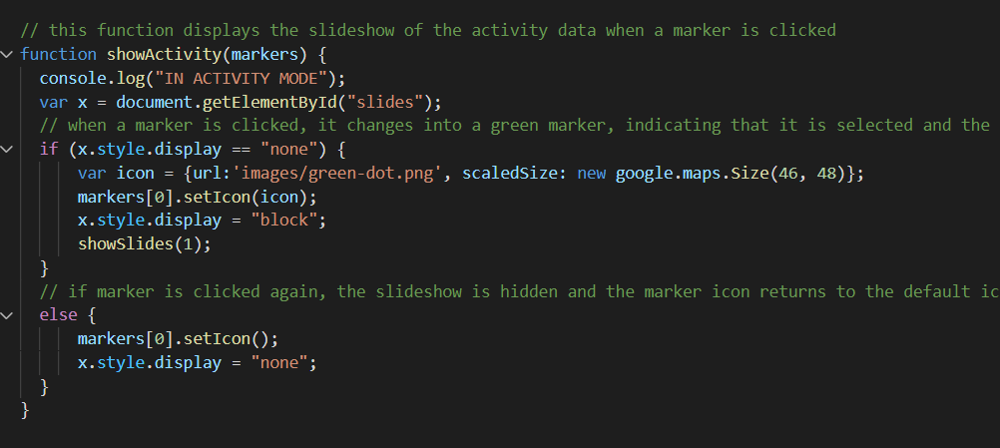 // this function displays the slideshow of the activity data when a marker is clicked
function showActivity(markers) {
console.log("IN ACTIVITY MODE");
var x = document.getElementById("slides");
// when a marker is clicked, it changes into a green marker, indicating that it is selected and the
if (x.style.display == "none") {
var icon = {url:'images/green-dot.png', scaledSize: new google.maps.Size(46, 48)};
markers[0].setIcon(icon);
x.style.display = "block";
showSlides(1);
}
// if marker is clicked again, the slideshow is hidden and the marker icon returns to the default ic
else {
markers[0].setIcon();
x.style.display = "none";
}
}